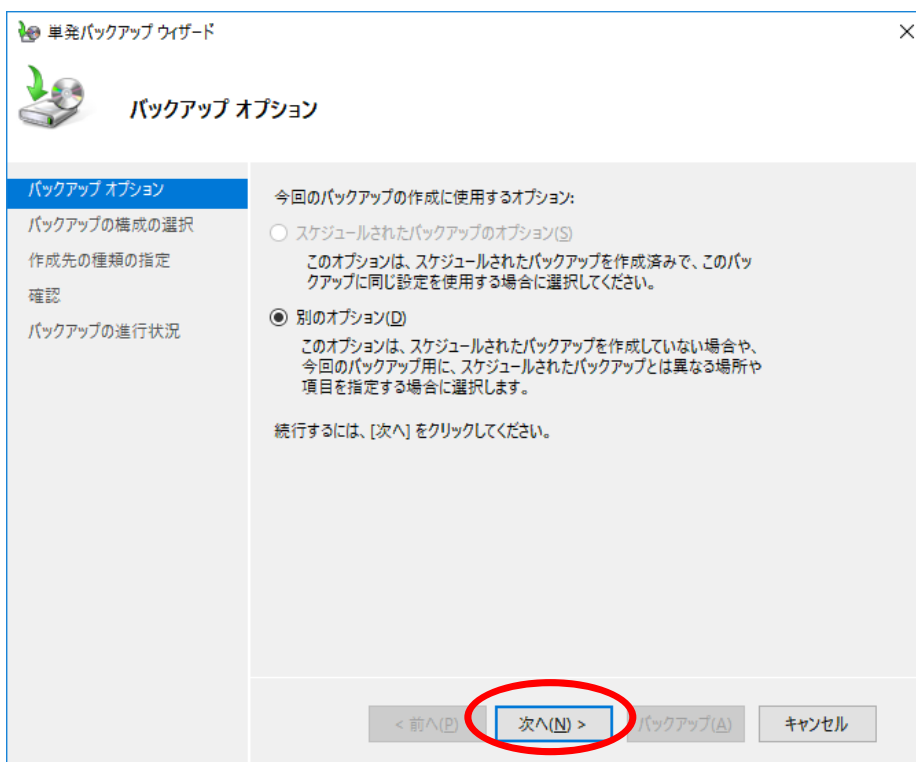 単発バックアップ ウィザード
バックアップ オプション
バックアップ オプション
バックアップの構成の選択
作成先の種類の指定
確認
バックアップの進行状況
今回のバックアップの作成に使用するオプション:
スケジュールされたバックアップのオプション(S)
このオプションは、スケジュールされたバックアップを作成済みで、このバッ
クアップに同じ設定を使用する場合に選択してください。
別のオプション(D)
このオプションは、スケジュールされたバックアップを作成していない場合や、
今回のバックアップ用に、スケジュールされたバックアップとは異なる場所や
項目を指定する場合に選択します。
続行するには、[次へ] をクリックしてください。
< 前へ(P)
次へ(N) >
バックアップ(A)
キャンセル